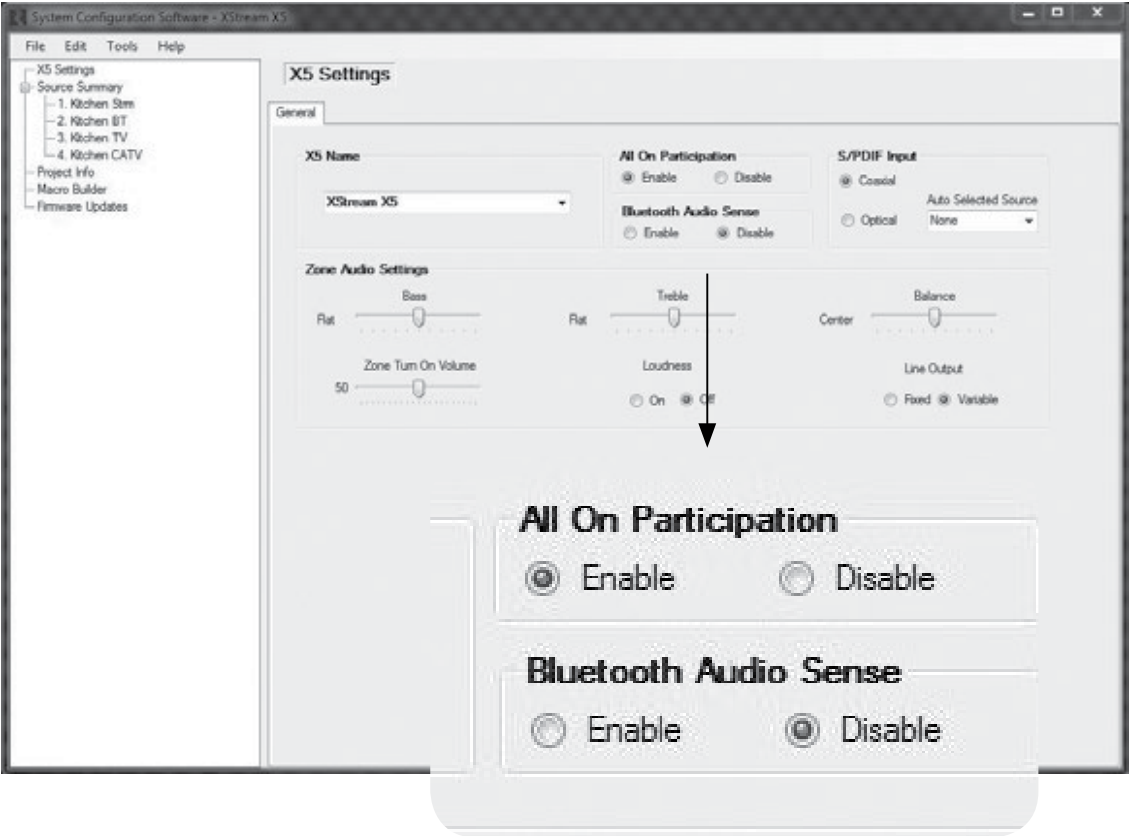 System Configuration Software - XStream X5
File Edit Tools Help
X5 Settings
Source Summary
1. Kitchen Strm
2. Kitchen BT
3. Kitchen TV
4. Kitchen CATV
Project Info
Macro Builder
Firmware Updates
X5 Settings
General
X5 Name
XStream X5
All On Participation
Enable Disable
Bluetooth Audio Sense
Enable Disable
S/PDIF Input
Coaxial
Auto Selected Source
Optical None
Zone Audio Settings
Bass Treble Balance
Flat Flat Center
Zone Turn On Volume Loudness Line Output
50 On Off Fixed Variable
All On Participation
Enable Disable
Bluetooth Audio Sense
Enable Disable